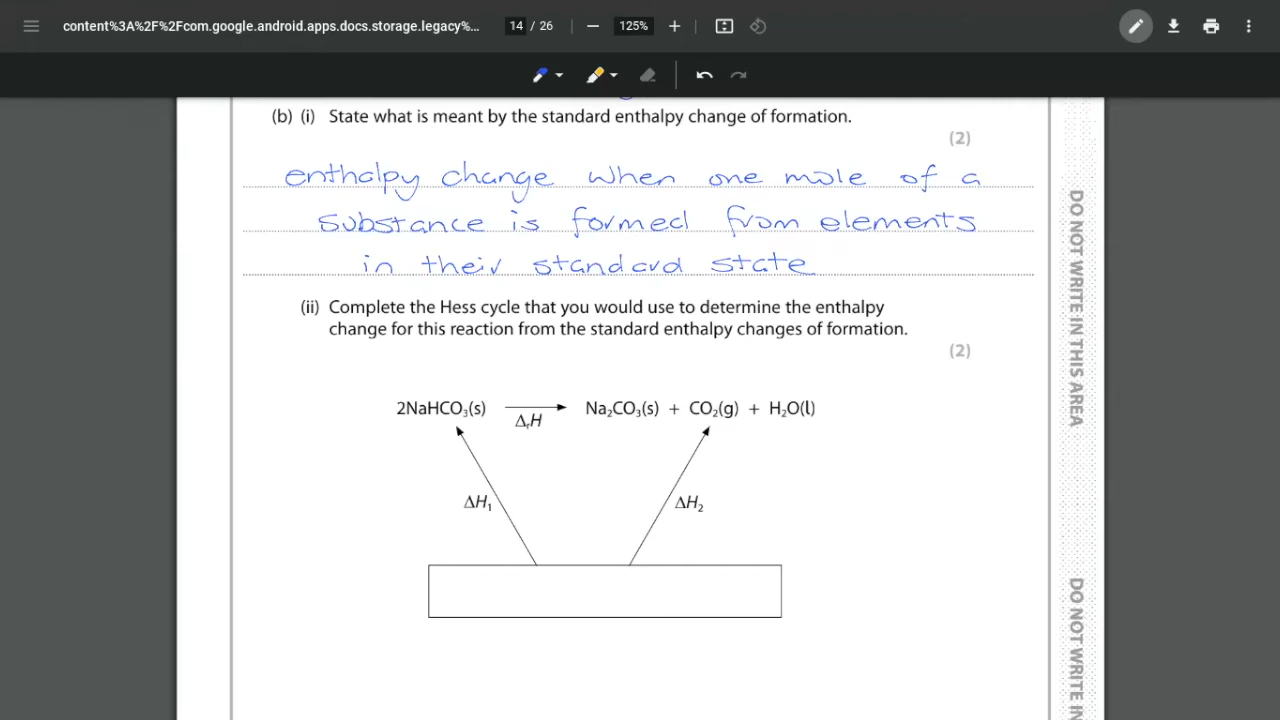 content%3A%2F%2Fcom.google.android.apps.docs.storage.legacy%...
14 / 26
125%
(b) (i) State what is meant by the standard enthalpy change of formation.
(2)
enthalpy change when one mole of a
substance is formed from elements
in their standard state
(ii) Complete the Hess cycle that you would use to determine the enthalpy
change for this reaction from the standard enthalpy changes of formation.
(2)
2NaHCO₃(s) ⟶ Na₂CO₃(s) + CO₂(g) + H₂O(l)
ΔᵣH
ΔH₁
ΔH₂
DO NOT WRITE IN THIS AREA
DO NOT WRITE IN